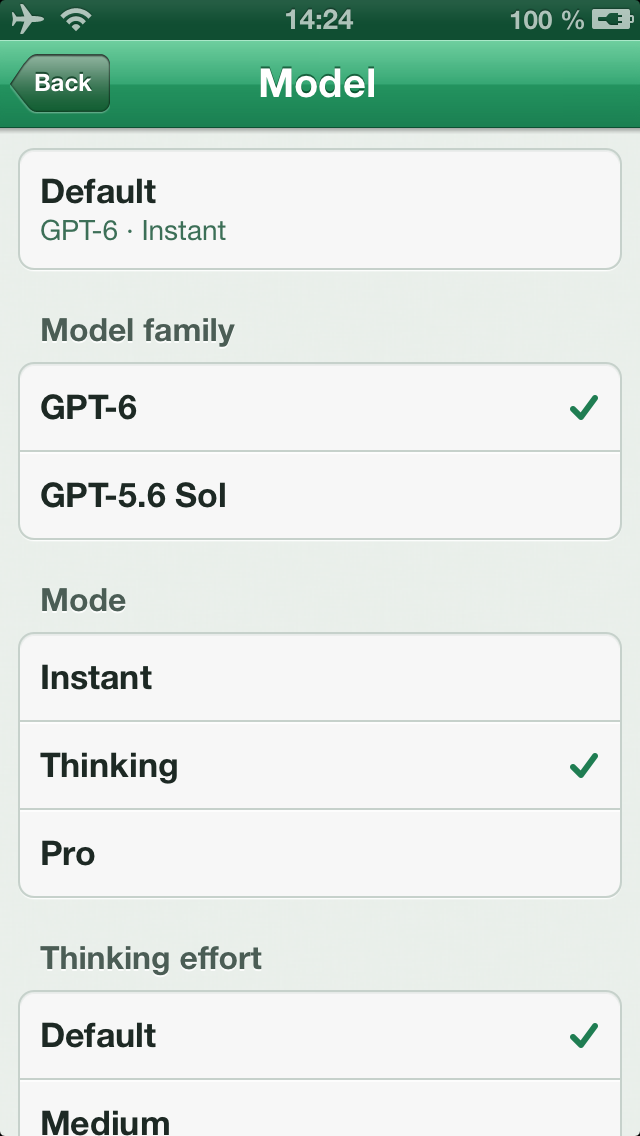 14:24
100 %
Back
Model
Default
GPT-6 · Instant
Model family
GPT-6
GPT-5.6 Sol
Mode
Instant
Thinking
Pro
Thinking effort
Default
Medium